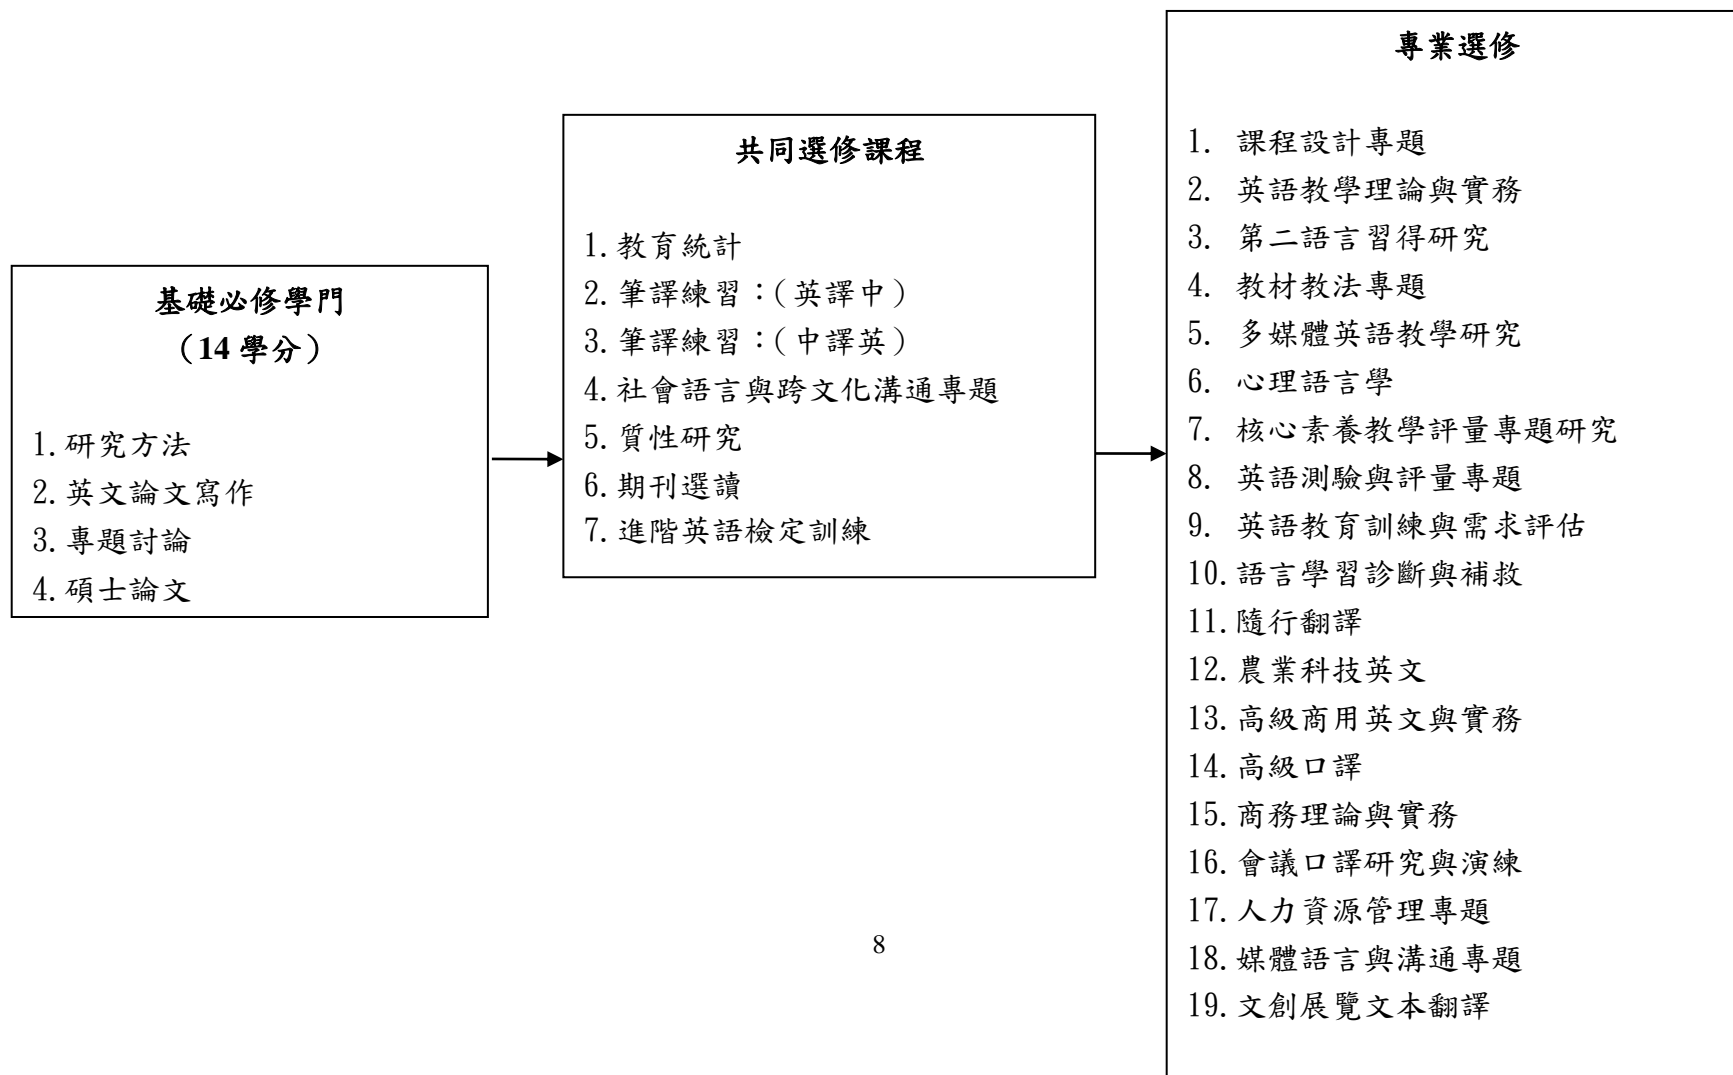 基礎必修學門
（14 學分）
1.研究方法
2.英文論文寫作
3.專題討論
4.碩士論文
共同選修課程
1.教育統計
2.筆譯練習：(英譯中)
3.筆譯練習：(中譯英)
4.社會語言與跨文化溝通專題
5.質性研究
6.期刊選讀
7.進階英語檢定訓練
專業選修
1. 課程設計專題
2. 英語教學理論與實務
3. 第二語言習得研究
4. 教材教法專題
5. 多媒體英語教學研究
6. 心理語言學
7. 核心素養教學評量專題研究
8. 英語測驗與評量專題
9. 英語教育訓練與需求評估
10.語言學習診斷與補救
11.隨行翻譯
12.農業科技英文
13.高級商用英文與實務
14.高級口譯
15.商務理論與實務
16.會議口譯研究與演練
17.人力資源管理專題
18.媒體語言與溝通專題
19.文創展覽文本翻譯
8